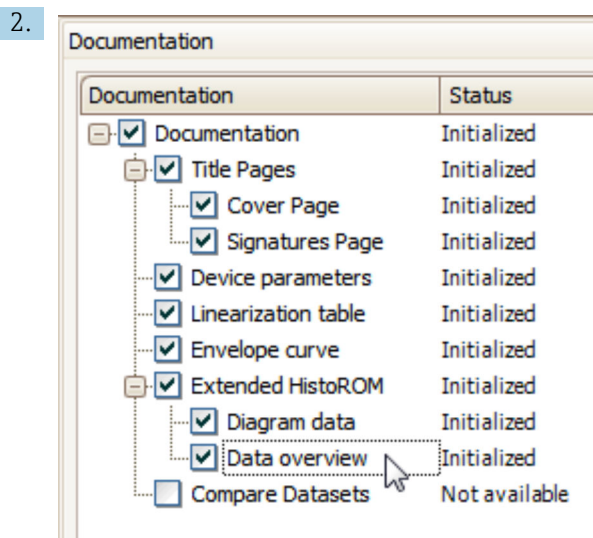 2.
Documentation
Documentation Status
Documentation Initialized
Title Pages Initialized
Cover Page Initialized
Signatures Page Initialized
Device parameters Initialized
Linearization table Initialized
Envelope curve Initialized
Extended HistoROM Initialized
Diagram data Initialized
Data overview Initialized
Compare Datasets Not available